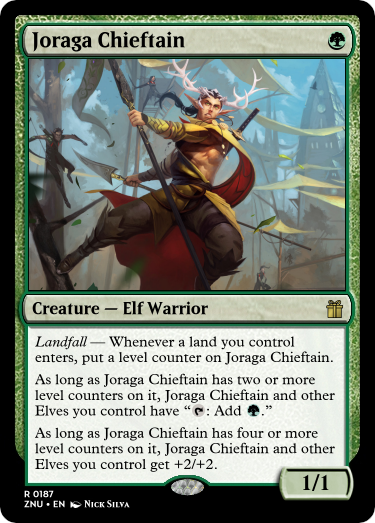 Joraga Chieftain
Creature — Elf Warrior
Landfall — Whenever a land you control
enters, put a level counter on Joraga Chieftain.
As long as Joraga Chieftain has two or more
level counters on it, Joraga Chieftain and other
Elves you control have “: Add .”
As long as Joraga Chieftain has four or more
level counters on it, Joraga Chieftain and other
Elves you control get +2/+2.
1/1
R 0187
ZNU • EN Nick Silva